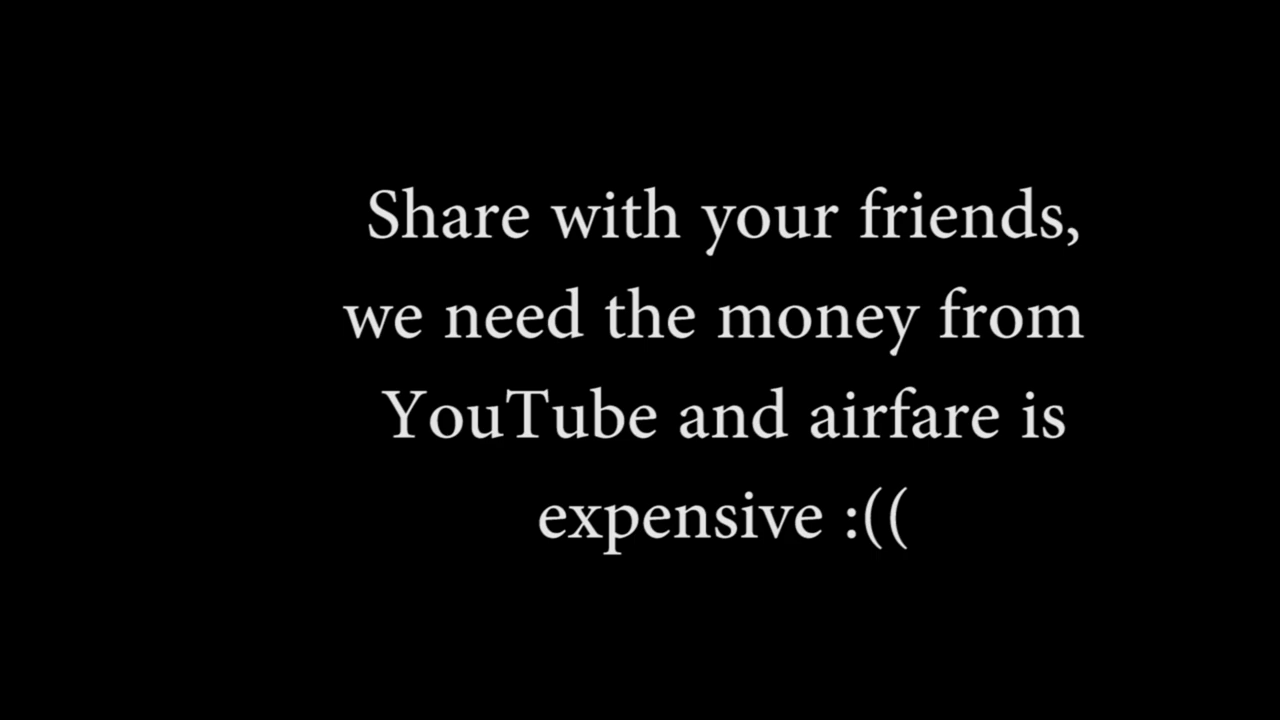 Share with your friends,
we need the money from
YouTube and airfare is
expensive :((